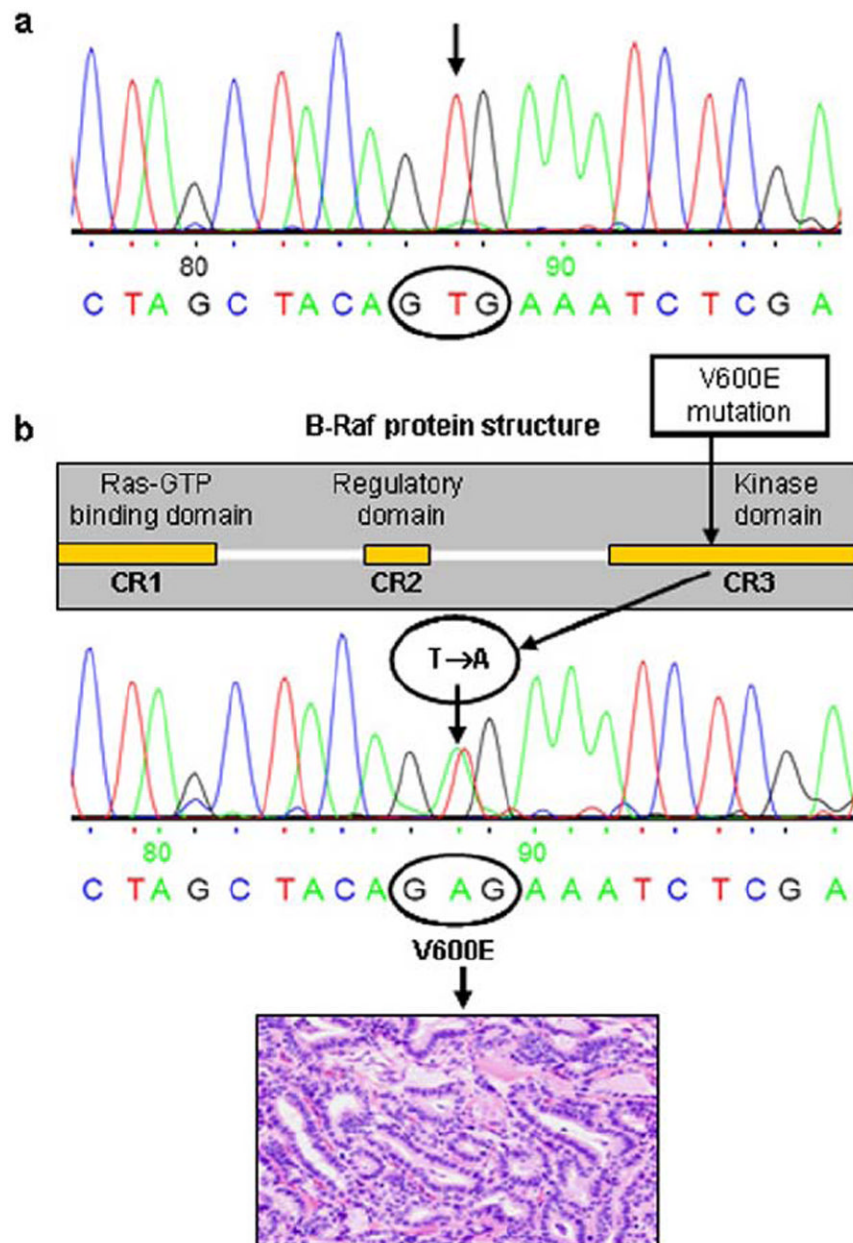 a
80 90
C T A G C T A C A G T G A A A T C T C G A
V600E
mutation
b
B-Raf protein structure
Ras-GTP
binding domain
Regulatory
domain
Kinase
domain
CR1 CR2 CR3
T→A
80 90
C T A G C T A C A G A G A A A T C T C G A
V600E